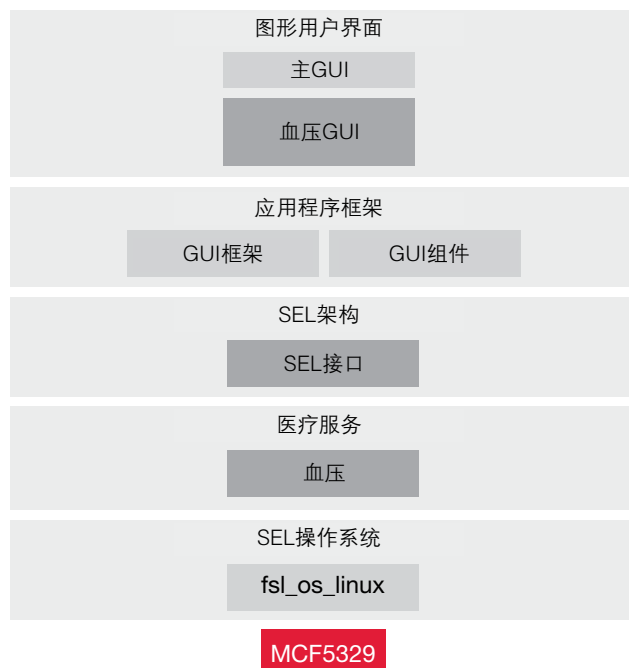 图形用户界面
主GUI
血压GUI
应用程序框架
GUI框架 GUI组件
SEL架构
SEL接口
医疗服务
血压
SEL操作系统
fsl_os_linux
MCF5329